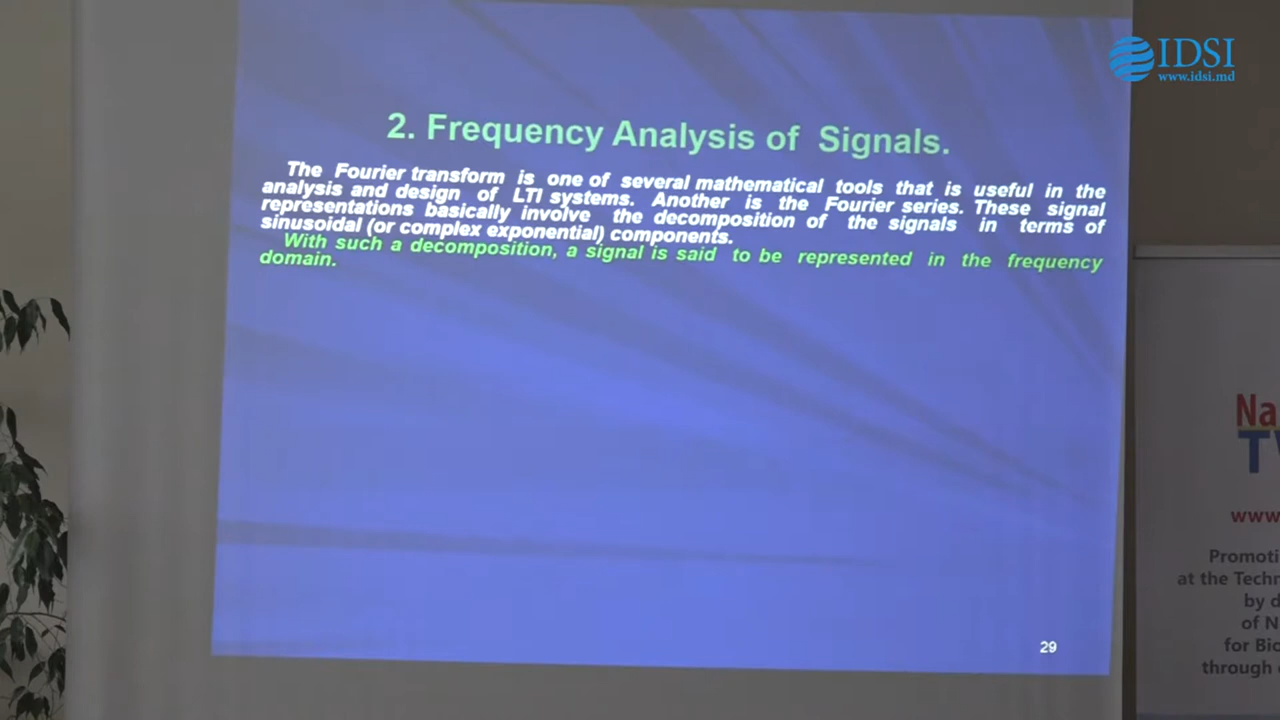 IDSI
www.idsi.md
2. Frequency Analysis of Signals.
The Fourier transform is one of several mathematical tools that is useful in the
analysis and design of LTI systems. Another is the Fourier series. These signal
representations basically involve the decomposition of the signals in terms of
sinusoidal (or complex exponential) components.
With such a decomposition, a signal is said to be represented in the frequency
domain.
29
Na
www
Promoti
at the Techn
by d
of N
for Bio
through